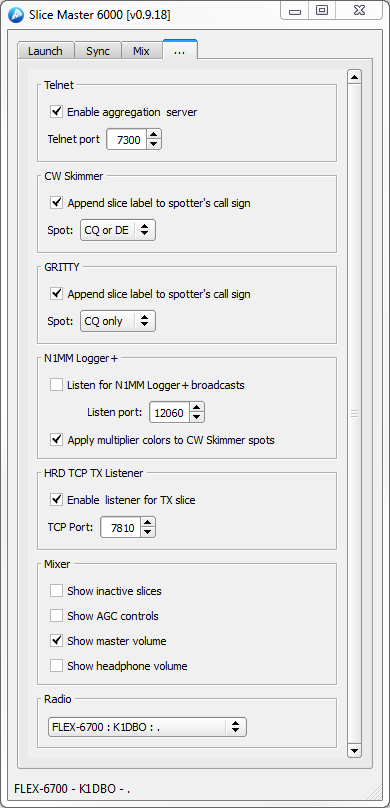 Slice Master 6000 [v0.9.18]
Launch Sync Mix ...
Telnet
Enable aggregation server
Telnet port 7300
CW Skimmer
Append slice label to spotter's call sign
Spot: CQ or DE
GRITTY
Append slice label to spotter's call sign
Spot: CQ only
N1MM Logger+
Listen for N1MM Logger+ broadcasts
Listen port: 12060
Apply multiplier colors to CW Skimmer spots
HRD TCP TX Listener
Enable listener for TX slice
TCP Port: 7810
Mixer
Show inactive slices
Show AGC controls
Show master volume
Show headphone volume
Radio
FLEX-6700 : K1DBO : .
FLEX-6700 - K1DBO - .